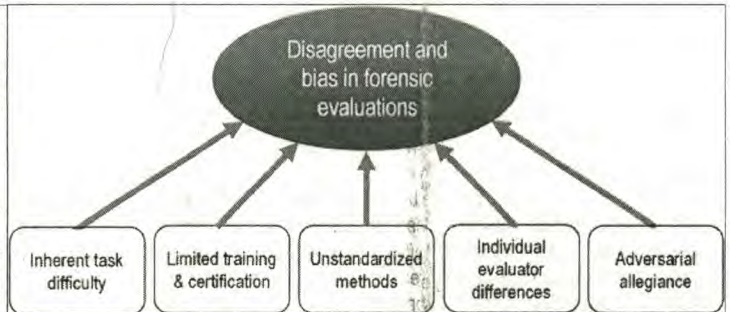 Disagreement and
bias in forensic
evaluations
Inherent task
difficulty
Limited training
& certification
Unstandardized
methods
Individual
evaluator
differences
Adversarial
allegiance